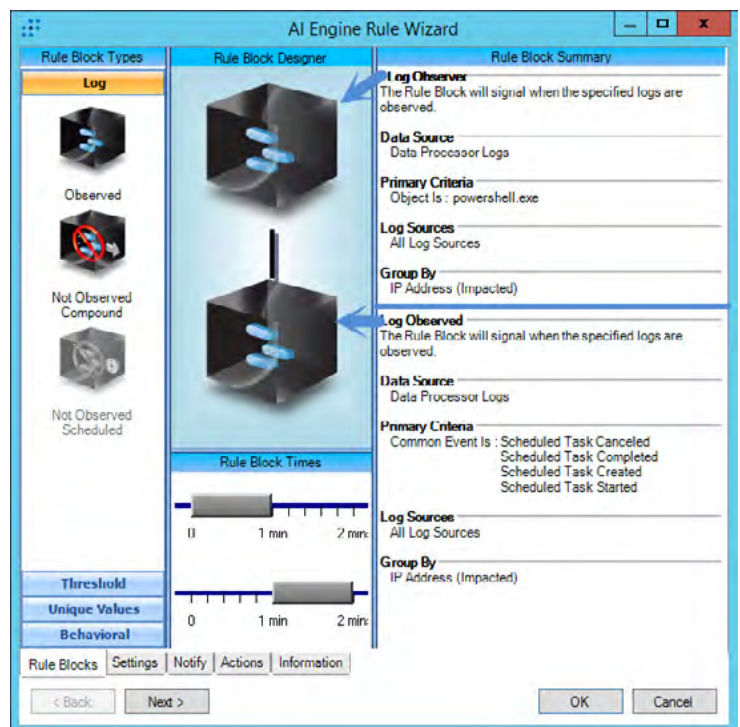 AI Engine Rule Wizard
Rule Block Types
Log
Observed
Not Observed
Compound
Not Observed
Scheduled
Threshold
Unique Values
Behavioral
Rule Block Designer
Rule Block Times
0 1 min 2 min:
0 1 min 2 min:
Rule Block Summary
Log Observer
The Rule Block will signal when the specified logs are
observed.
Data Source
Data Processor Logs
Primary Criteria
Object Is : powershell.exe
Log Sources
All Log Sources
Group By
IP Address (Impacted)
Log Observed
The Rule Block will signal when the specified logs are
observed.
Data Source
Data Processor Logs
Primary Criteria
Common Event Is : Scheduled Task Canceled
Scheduled Task Completed
Scheduled Task Created
Scheduled Task Started
Log Sources
All Log Sources
Group By
IP Address (Impacted)
Rule Blocks Settings Notify Actions Information
< Back Next > OK Cancel